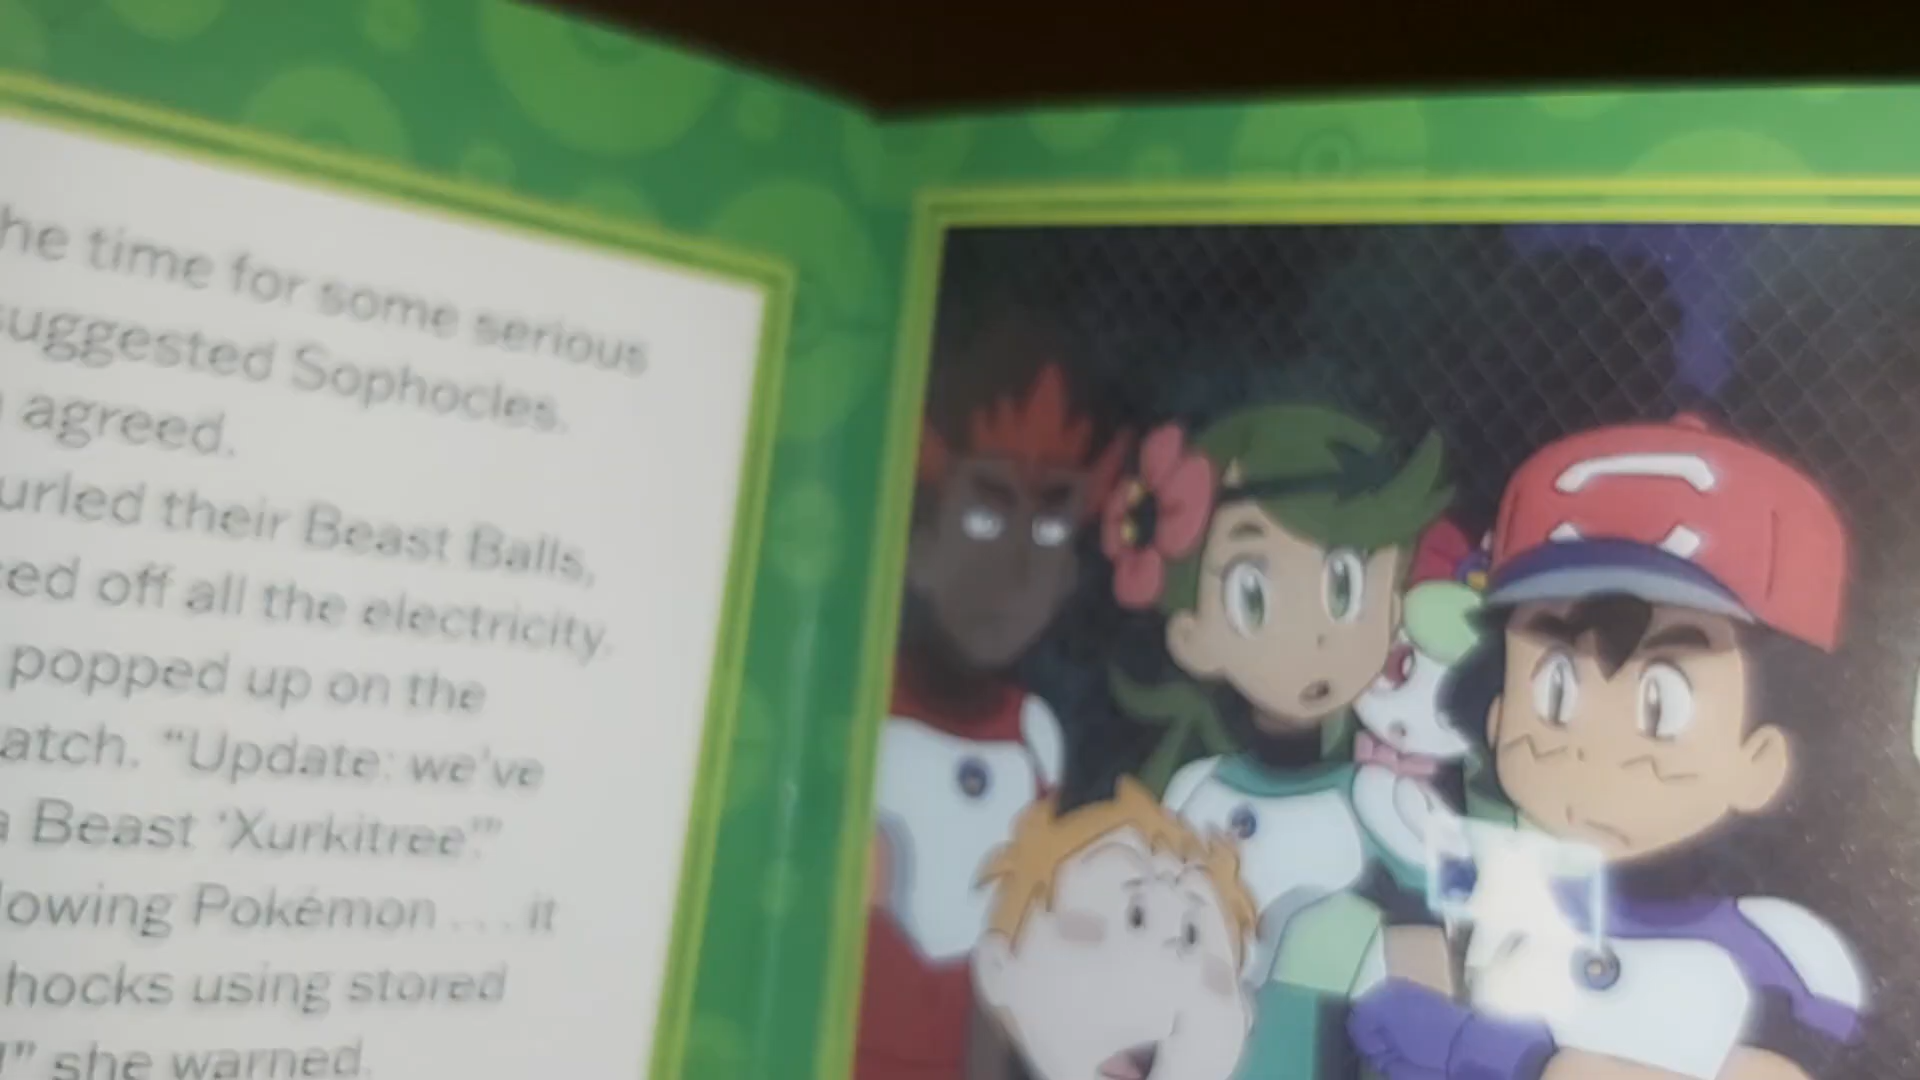 he time for some serious
suggested Sophocles.
agreed.
urled their Beast Balls,
ed off all the electricity.
popped up on the
atch. “Update: we’ve
a Beast ‘Xurkitree’.”
lowing Pokémon . . . it
hocks using stored
!” she warned.